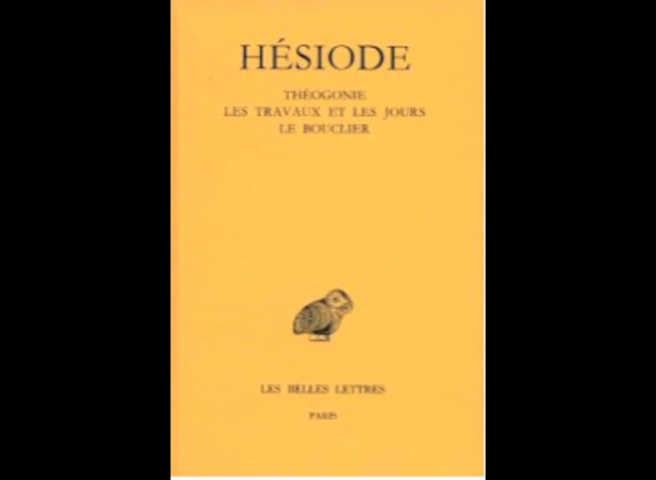 HÉSIODE
THÉOGONIE
LES TRAVAUX ET LES JOURS
LE BOUCLIER
LES BELLES LETTRES
PARIS